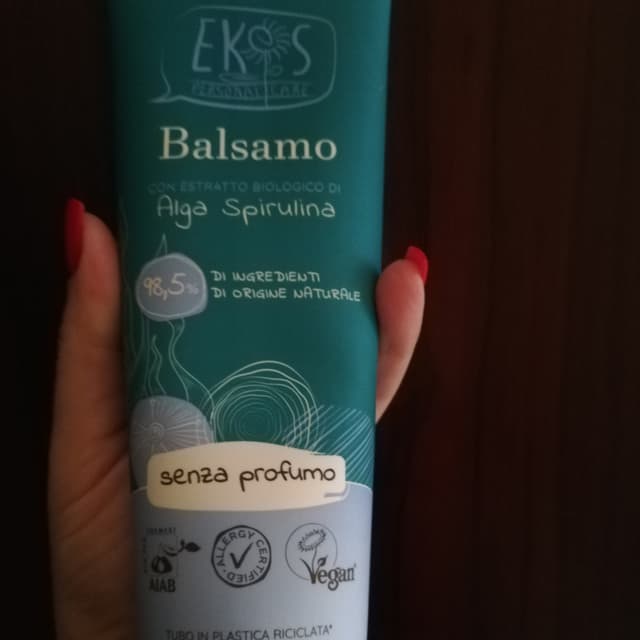 EKOS
PERSONAL CARE
Balsamo
CON ESTRATTO BIOLOGICO DI
Alga Spirulina
98,5%
DI INGREDIENTI
DI ORIGINE NATURALE
senza profumo
AIAB
ALLERGY CERTIFIED
Vegan
TUBO IN PLASTICA RICICLATA*